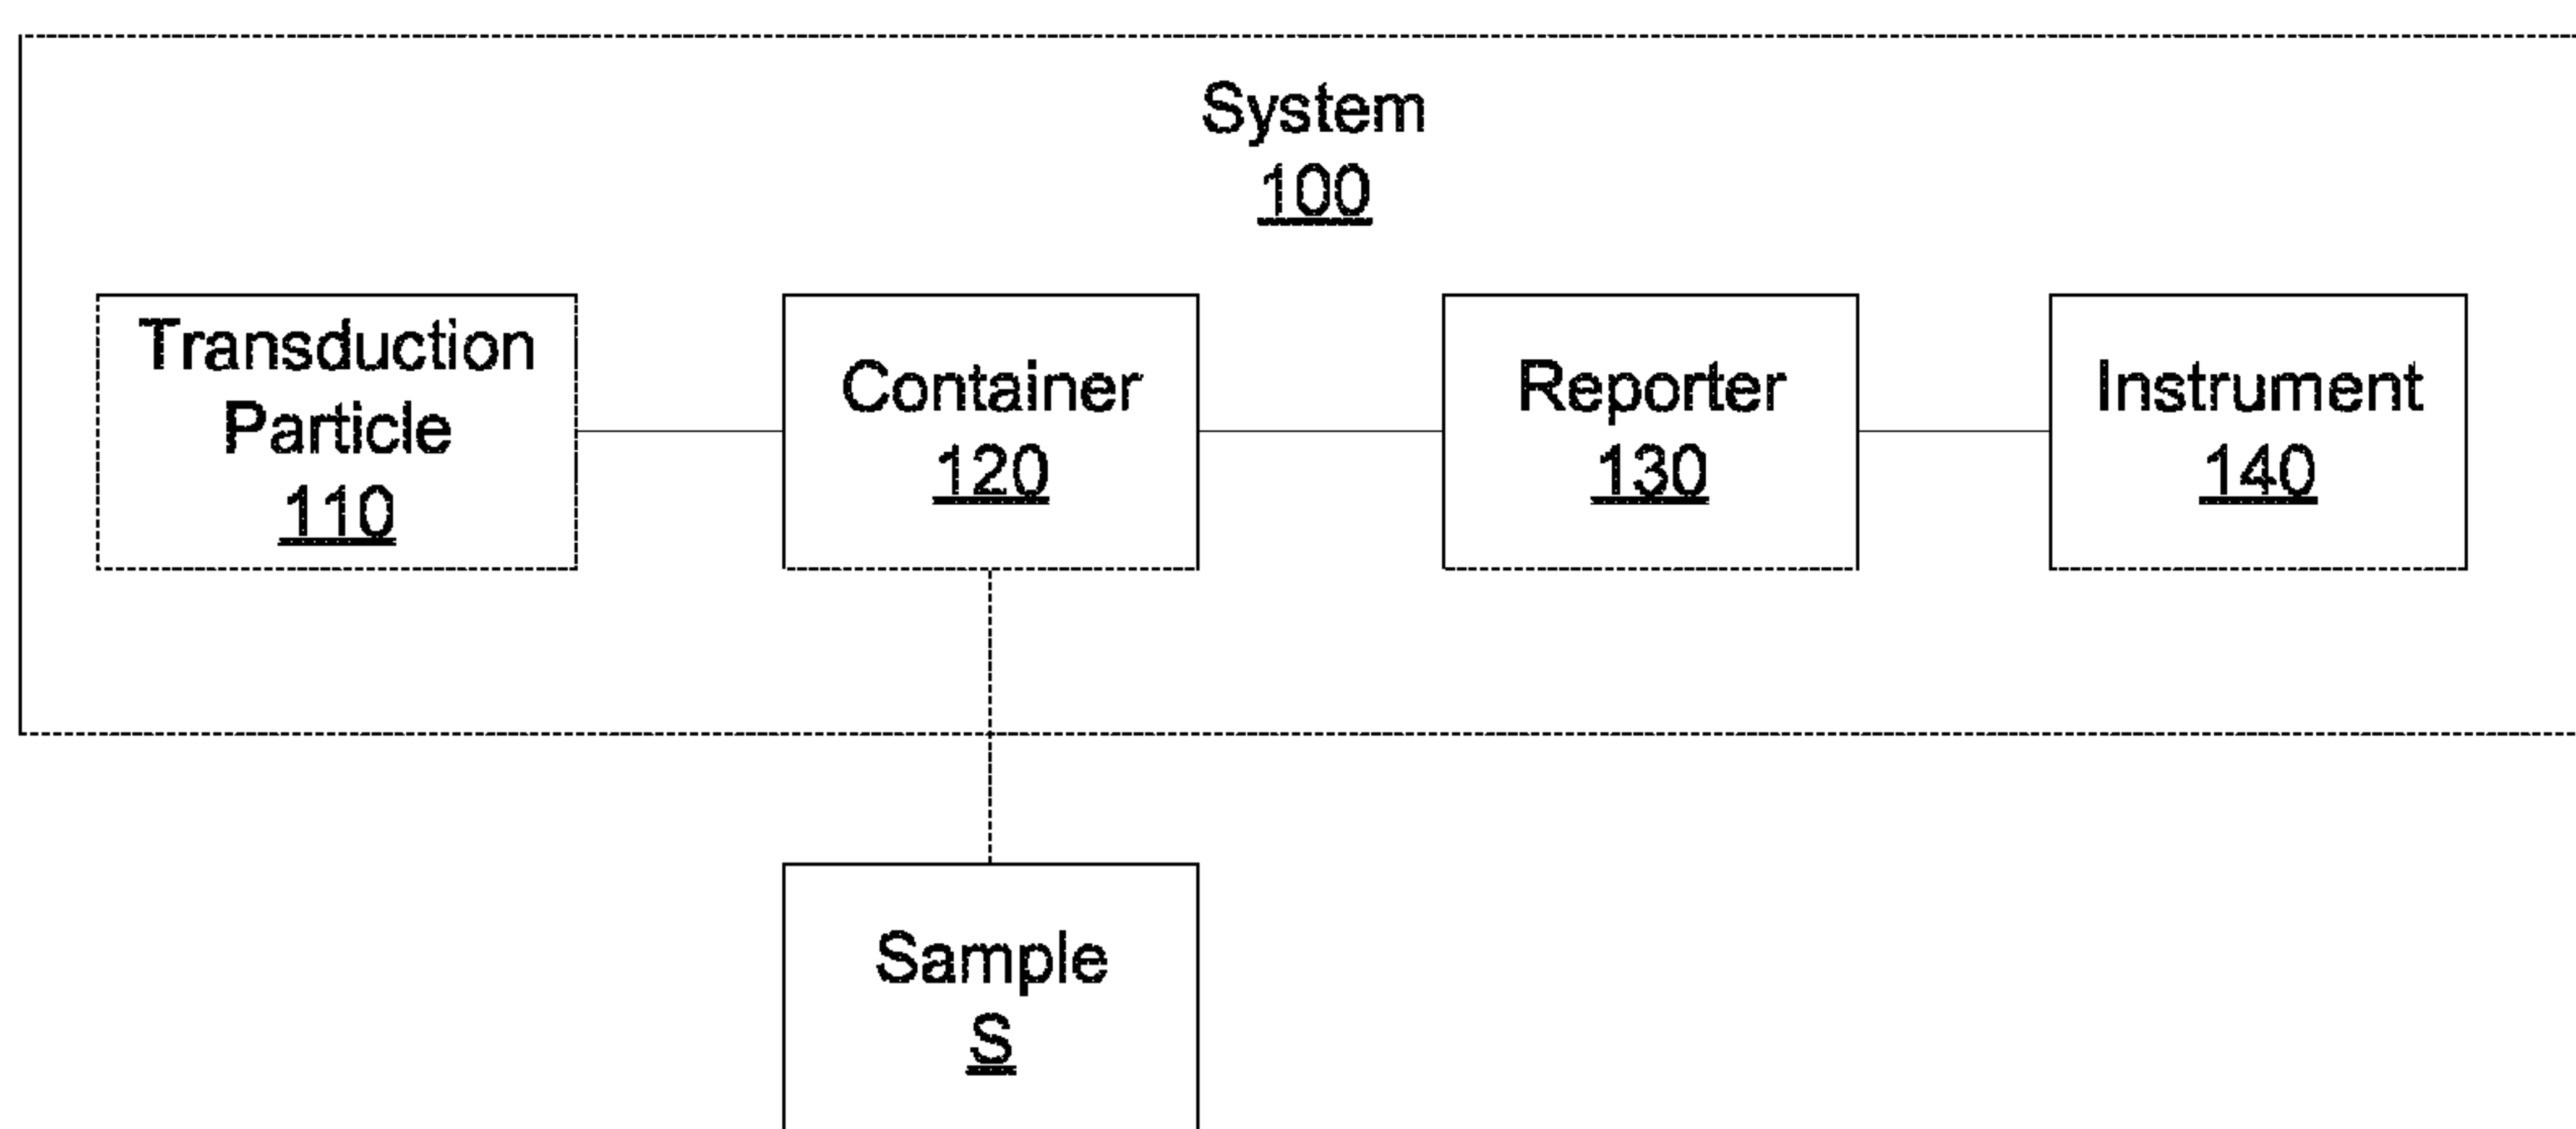 System
100
Transduction
Particle
110
Container
120
Reporter
130
Instrument
140
Sample
S